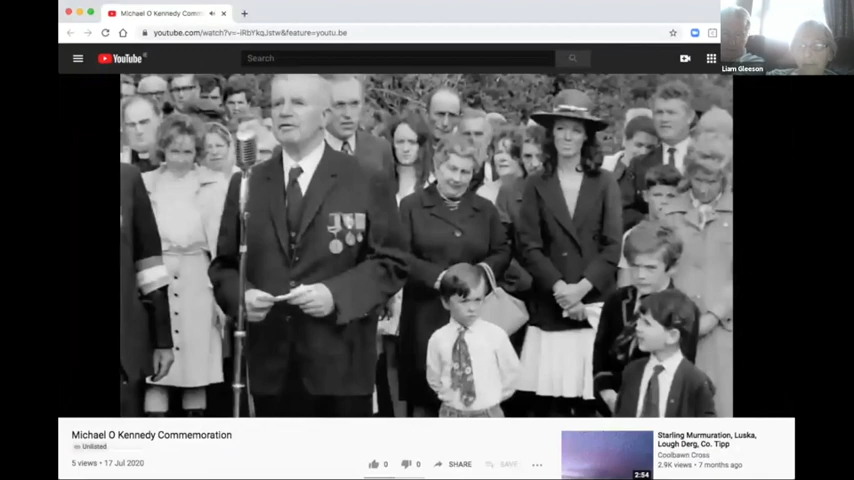 Michael O Kennedy Comm
youtube.com/watch?v=-iRbYkqJstw&feature=youtu.be
YouTube
Search
Liam Gleeson
Michael O Kennedy Commemoration
Unlisted
5 views • 17 Jul 2020
0
0
SHARE
SAVE
2:54
Starling Murmuration, Luska,
Lough Derg, Co. Tipp
Coolbawn Cross
2.9K views • 7 months ago